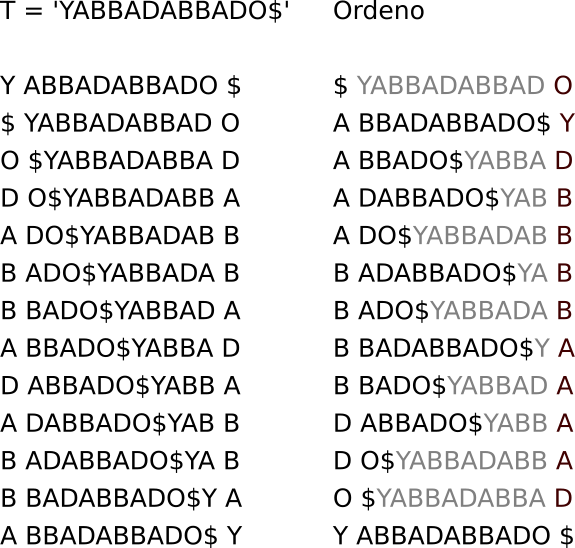 T = 'YABBADABBADO$' Ordeno
Y ABBADABBADO $ $ YABBADABBAD O
$ YABBADABBAD O A BBADABBADO$ Y
O $YABBADABBA D A BBADO$YABBA D
D O$YABBADABB A A DABBADO$YAB B
A DO$YABBADAB B A DO$YABBADAB B
B ADO$YABBADA B B ADABBADO$YA B
B BADO$YABBAD A B ADO$YABBADA B
A BBADO$YABBA D B BADABBADO$Y A
D ABBADO$YABB A B BADO$YABBAD A
A DABBADO$YAB B D ABBADO$YABB A
B ADABBADO$YA B D O$YABBADABB A
B BADABBADO$Y A O $YABBADABBA D
A BBADABBADO$ Y Y ABBADABBADO $